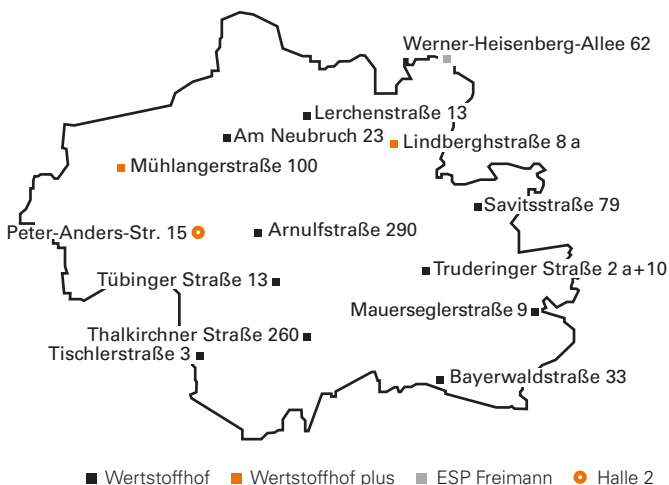 Werner-Heisenberg-Allee 62
Lerchenstraße 13
Am Neubruch 23
Lindberghstraße 8 a
Mühlangerstraße 100
Savitsstraße 79
Peter-Anders-Str. 15
Arnulfstraße 290
Truderinger Straße 2 a+10
Tübinger Straße 13
Mauerseglerstraße 9
Thalkirchner Straße 260
Tischlerstraße 3
Bayerwaldstraße 33
Wertstoffhof Wertstoffhof plus ESP Freimann Halle 2